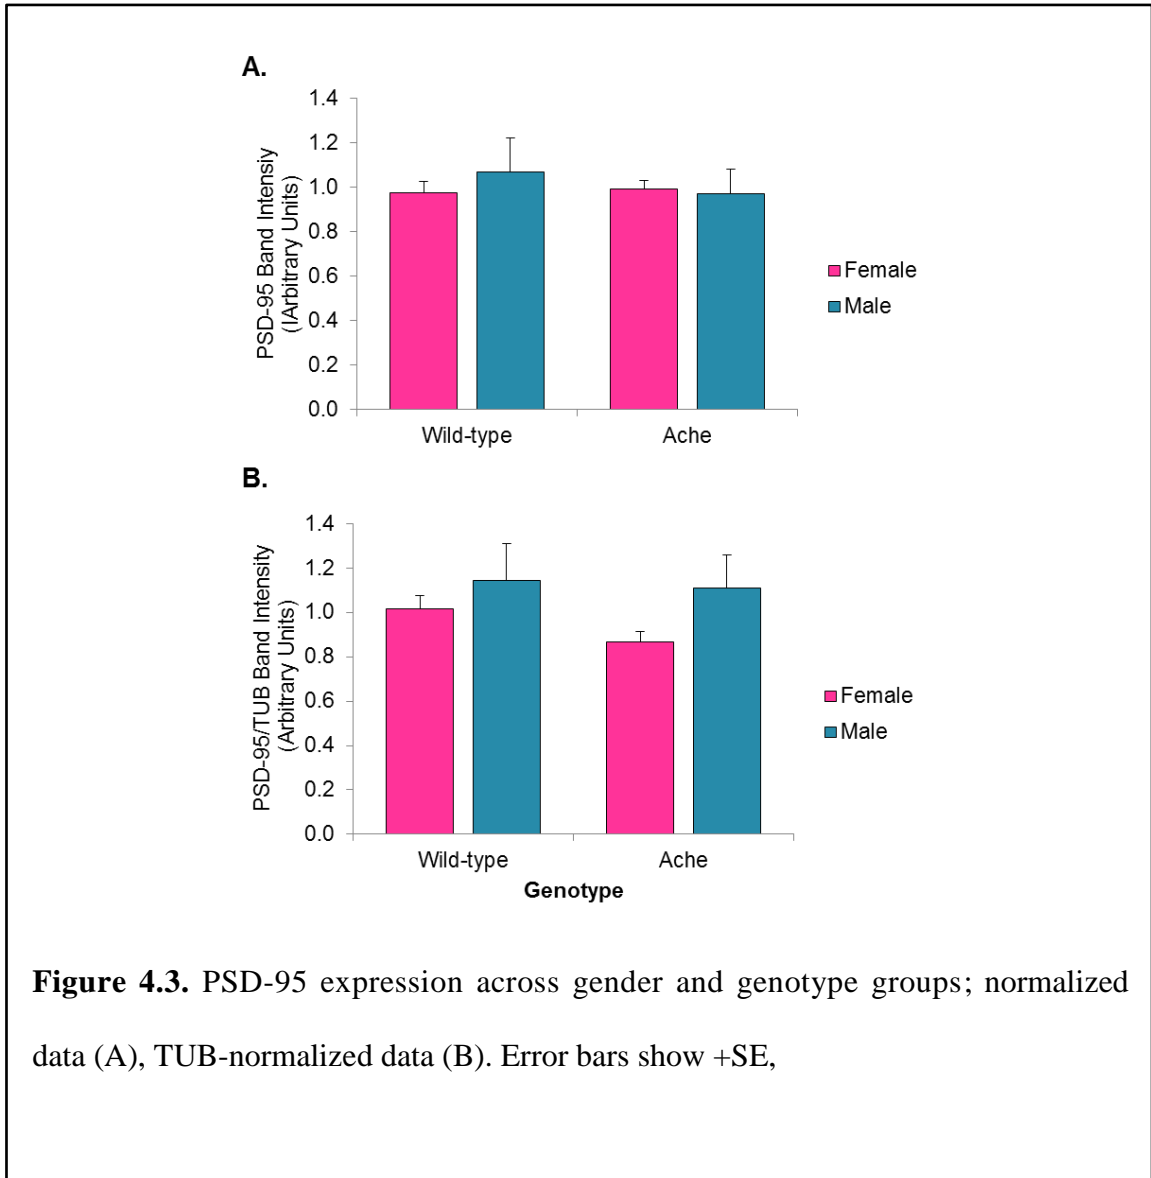 A.
PSD-95 Band Intensiy
(IArbitrary Units)
1.4
1.2
1.0
0.8
0.6
0.4
0.2
0.0
Wild-type
Ache
Female
Male
B.
PSD-95/TUB Band Intensity
(Arbitrary Units)
1.4
1.2
1.0
0.8
0.6
0.4
0.2
0.0
Wild-type
Ache
Genotype
Female
Male
Figure 4.3. PSD-95 expression across gender and genotype groups; normalized
data (A), TUB-normalized data (B). Error bars show +SE,